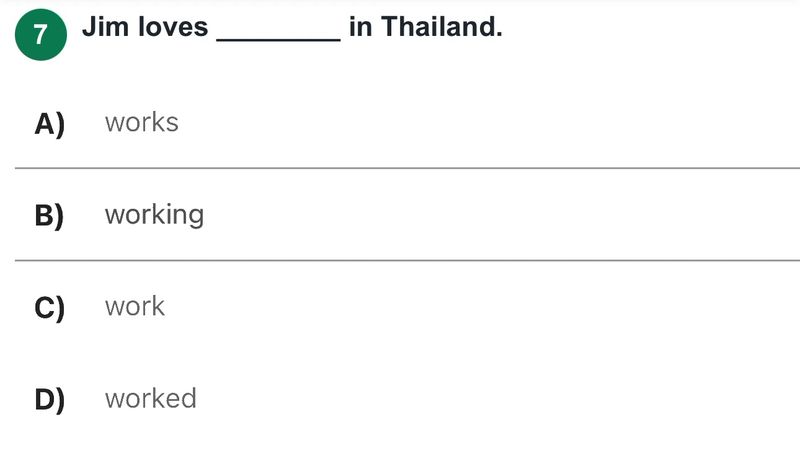 7 Jim loves ________ in Thailand.
A) works
B) working
C) work
D) worked